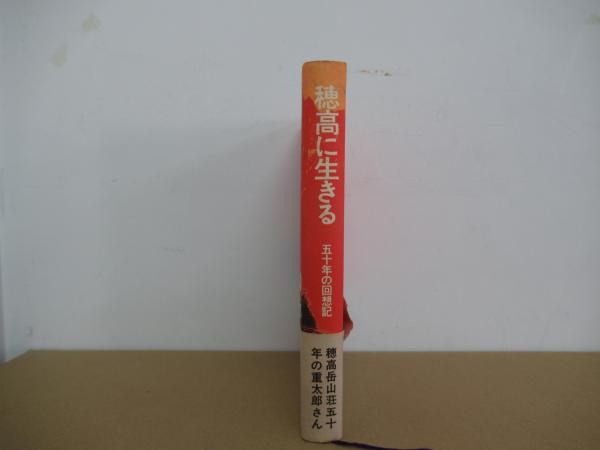 穂高に生きる
五十年の回想記
穂高岳山荘五十
年の重太郎さん